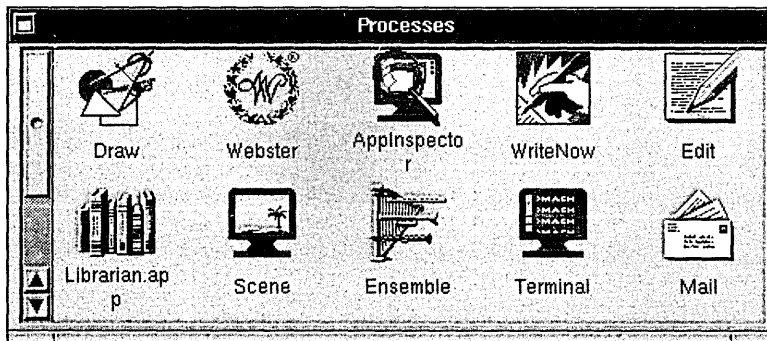 Processes
Draw
Webster
AppInspecto
r
WriteNow
Edit
Librarian.ap
p
Scene
Ensemble
Terminal
Mail